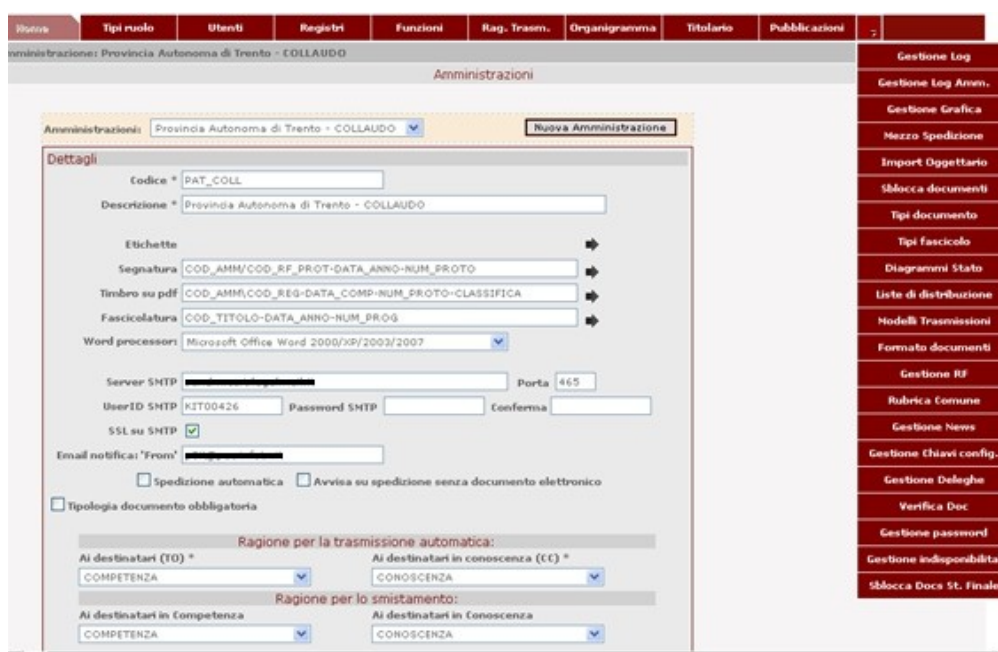 Home Tipi ruolo Utenti Registri Funzioni Rag. Trasm. Organigramma Titolario Pubblicazioni
mministrazione: Provincia Autonoma di Trento - COLLAUDO
Amministrazioni
Amministrazioni: Provincia Autonoma di Trento - COLLAUDO Nuova Amministrazione
Dettagli
Codice * PAT_COLL
Descrizione * Provincia Autonoma di Trento - COLLAUDO
Etichette
Segnatura COD_AMM/COD_RF_PROT-DATA_ANNO-NUM_PROTO
Timbro su pdf COD_AMM\COD_REG-DATA_COMP-NUM_PROTO-CLASSIFICA
Fascicolatura COD_TITOLO-DATA_ANNO-NUM_PROG
Word processor: Microsoft Office Word 2000/XP/2003/2007
Server SMTP Porta 465
UserID SMTP KIT00426 Password SMTP Conferma
SSL su SMTP
Email notifica: 'From'
Spedizione automatica Avvisa su spedizione senza documento elettronico
Tipologia documento obbligatoria
Ragione per la trasmissione automatica:
Ai destinatari (TO) * Ai destinatari in conoscenza (CC) *
COMPETENZA CONOSCENZA
Ragione per lo smistamento:
Ai destinatari in Competenza Ai destinatari in Conoscenza
COMPETENZA CONOSCENZA
Gestione Log
Gestione Log Amm.
Gestione Grafica
Mezzo Spedizione
Import Oggettario
Sblocca documenti
Tipi documento
Tipi fascicolo
Diagrammi Stato
Liste di distribuzione
Modelli Trasmissioni
Formato documenti
Gestione RF
Rubrica Comune
Gestione News
Gestione Chiavi config.
Gestione Deleghe
Verifica Doc
Gestione password
Gestione indisponibilita
Sblocca Docs St. Finale